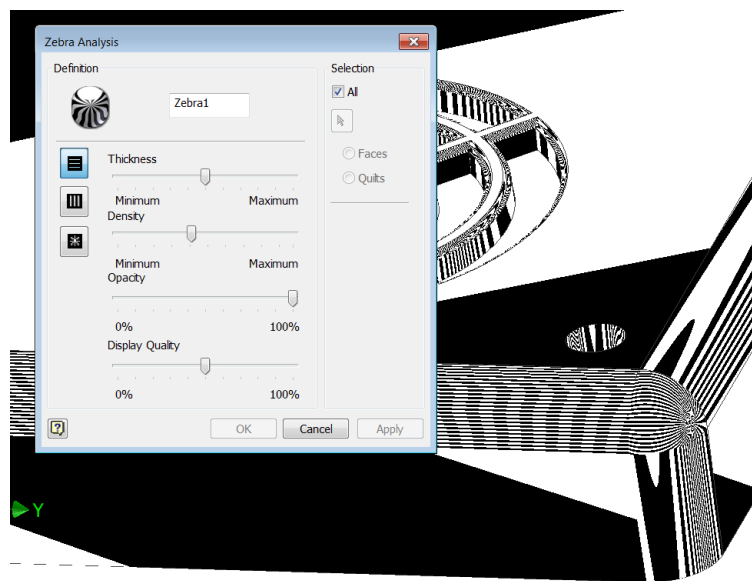 Zebra Analysis
Definition
Zebra1
Thickness
Minimum Maximum
Density
Minimum Maximum
Opacity
0% 100%
Display Quality
0% 100%
Selection
All
Faces
Quilts
?
OK Cancel Apply
Y